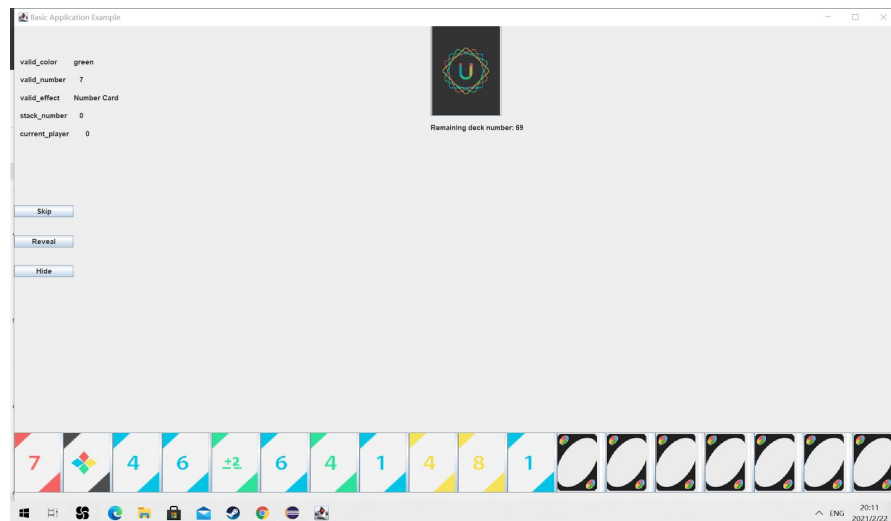 Basic Application Example
valid_color green
valid_number 7
valid_effect Number Card
stack_number 0
current_player 0
U
Remaining deck number: 69
Skip
Reveal
Hide
7 4 6 +2 6 4 1 4 8 1
ENG 20:11
2021/2/22